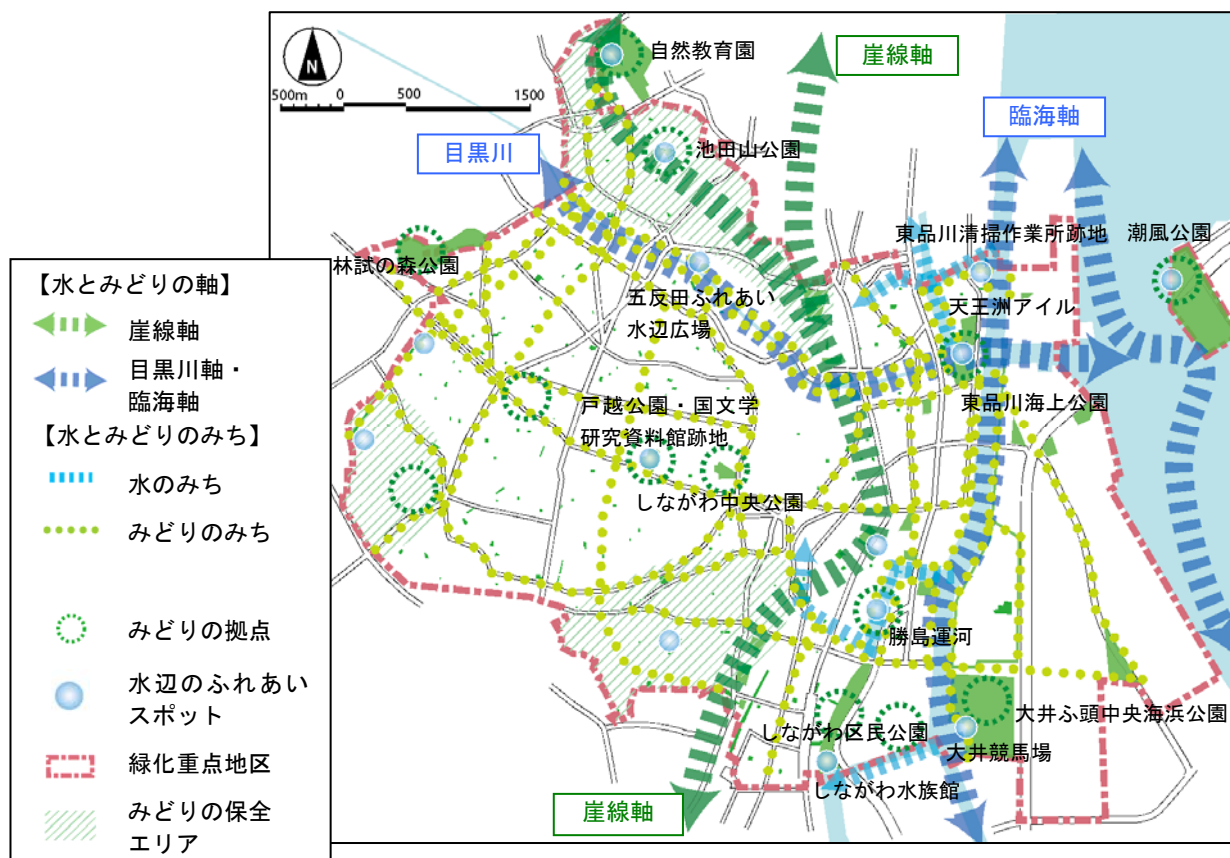 N
500m 0 500 1500
自然教育園
崖線軸
臨海軸
目黒川
池田山公園
東品川清掃作業所跡地
潮風公園
林試の森公園
五反田ふれあい
水辺広場
天王洲アイル
戸越公園・国文学
研究資料館跡地
東品川海上公園
しながわ中央公園
勝島運河
しながわ区民公園
大井ふ頭中央海浜公園
大井競馬場
しながわ水族館
崖線軸
【水とみどりの軸】
崖線軸
目黒川軸・
臨海軸
【水とみどりのみち】
水のみち
みどりのみち
みどりの拠点
水辺のふれあい
スポット
緑化重点地区
みどりの保全
エリア